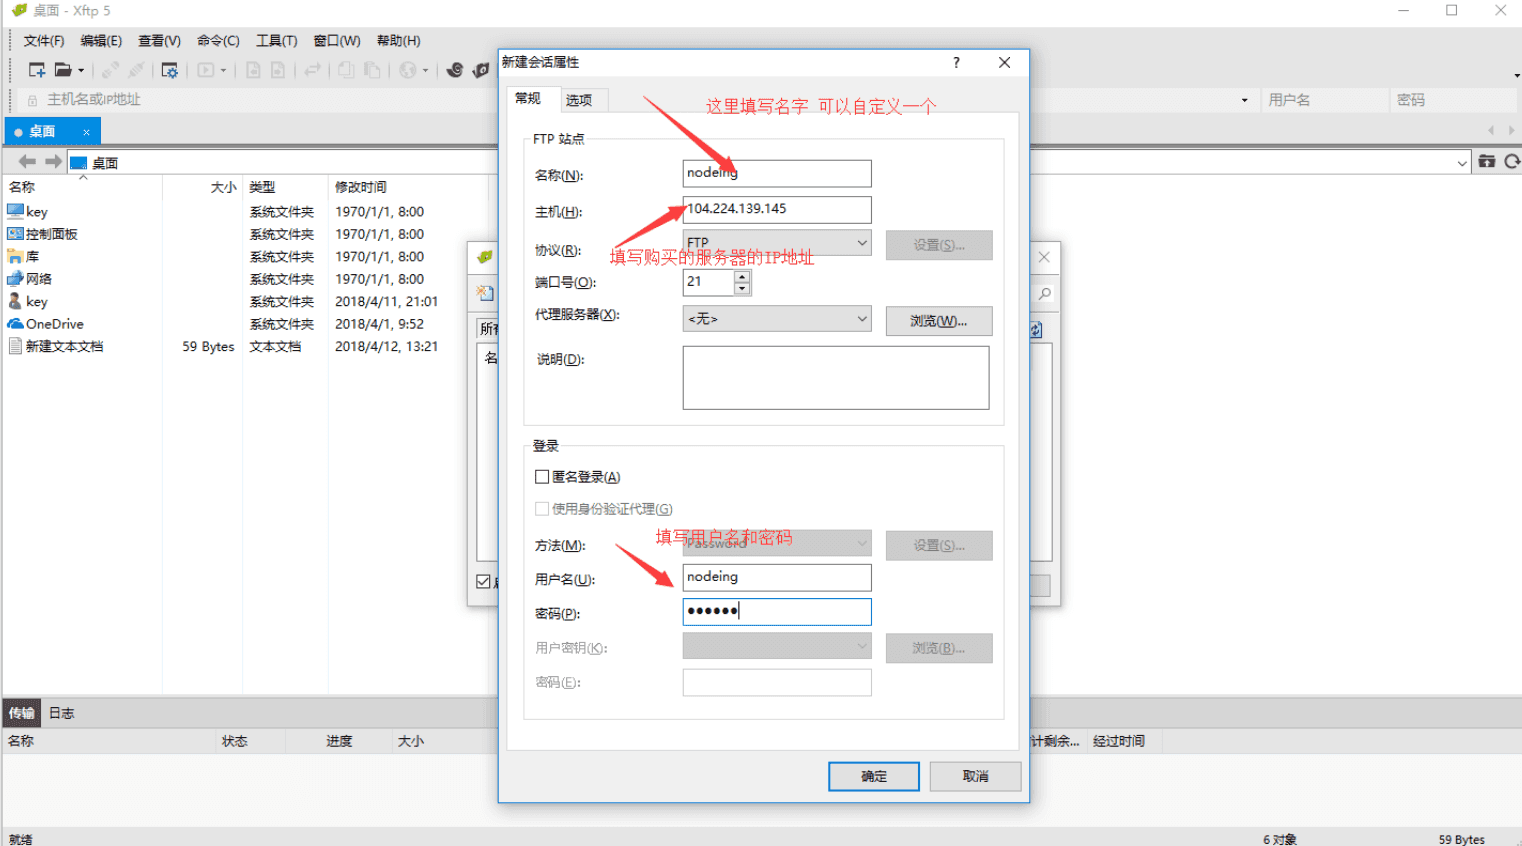 桌面 - Xftp 5
文件(F) 编辑(E) 查看(V) 命令(C) 工具(T) 窗口(W) 帮助(H)
主机名或IP地址 用户名 密码
桌面
桌面
名称 大小 类型 修改时间
key 系统文件夹 1970/1/1, 8:00
控制面板 系统文件夹 1970/1/1, 8:00
库 系统文件夹 1970/1/1, 8:00
网络 系统文件夹 1970/1/1, 8:00
key 系统文件夹 2018/4/11, 21:01
OneDrive 系统文件夹 2018/4/1, 9:52
新建文本文档 59 Bytes 文本文档 2018/4/12, 13:21
所有
名
新建会话属性 ?
常规 选项
这里填写名字 可以自定义一个
FTP 站点
名称(N): nodeing
主机(H): 104.224.139.145
协议(R): FTP 设置(S)...
填写购买的服务器的IP地址
端口号(O): 21
代理服务器(X): <无> 浏览(W)...
说明(D):
登录
匿名登录(A)
使用身份验证代理(G)
填写用户名和密码
方法(M): Password 设置(S)...
用户名(U): nodeing
密码(P): ●●●●●●
用户密钥(K): 浏览(B)...
密码(E):
确定 取消
传输 日志
名称 状态 进度 大小 计剩余... 经过时间
就绪 6 对象 59 Bytes